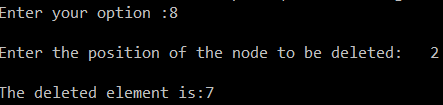 Enter your option :8
Enter the position of the node to be deleted:   2
The deleted element is:7